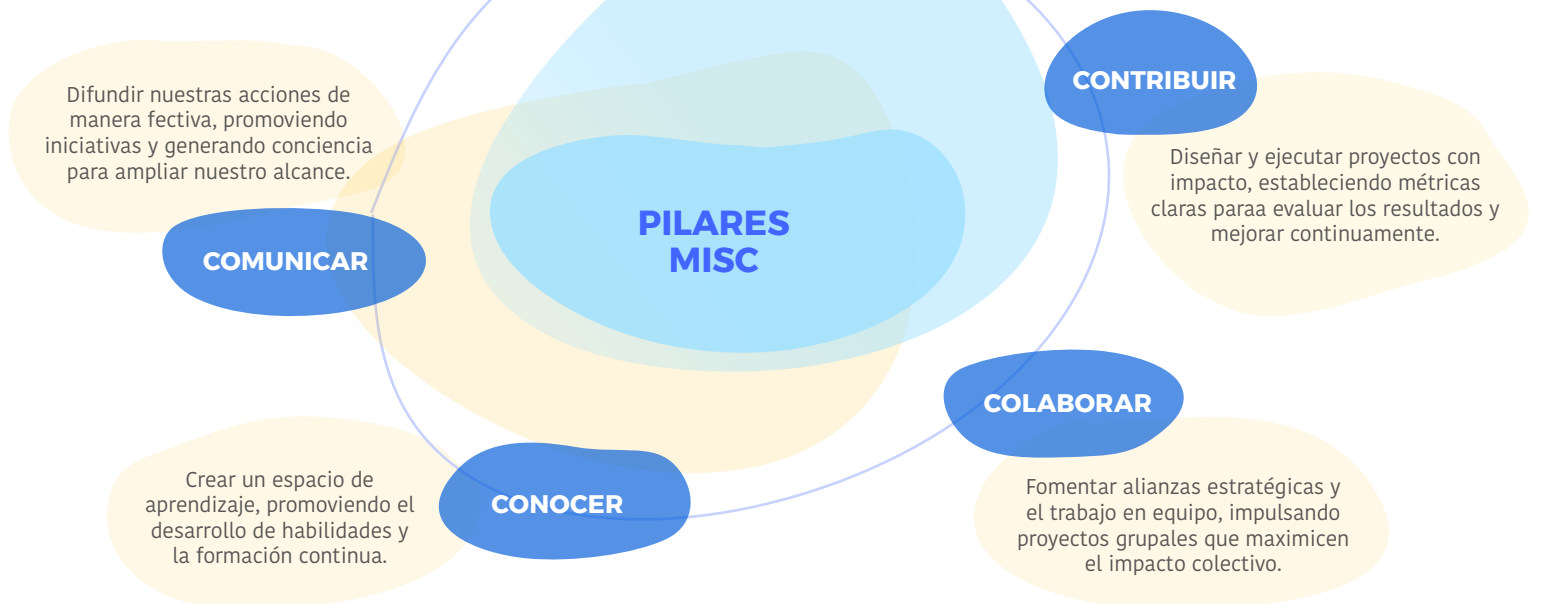 Difundir nuestras acciones de
manera fectiva, promoviendo
iniciativas y generando conciencia
para ampliar nuestro alcance.
COMUNICAR
CONTRIBUIR
Diseñar y ejecutar proyectos con
impacto, estableciendo métricas
claras paraa evaluar los resultados y
mejorar continuamente.
PILARES
MISC
COLABORAR
Fomentar alianzas estratégicas y
el trabajo en equipo, impulsando
proyectos grupales que maximicen
el impacto colectivo.
CONOCER
Crear un espacio de
aprendizaje, promoviendo el
desarrollo de habilidades y
la formación continua.